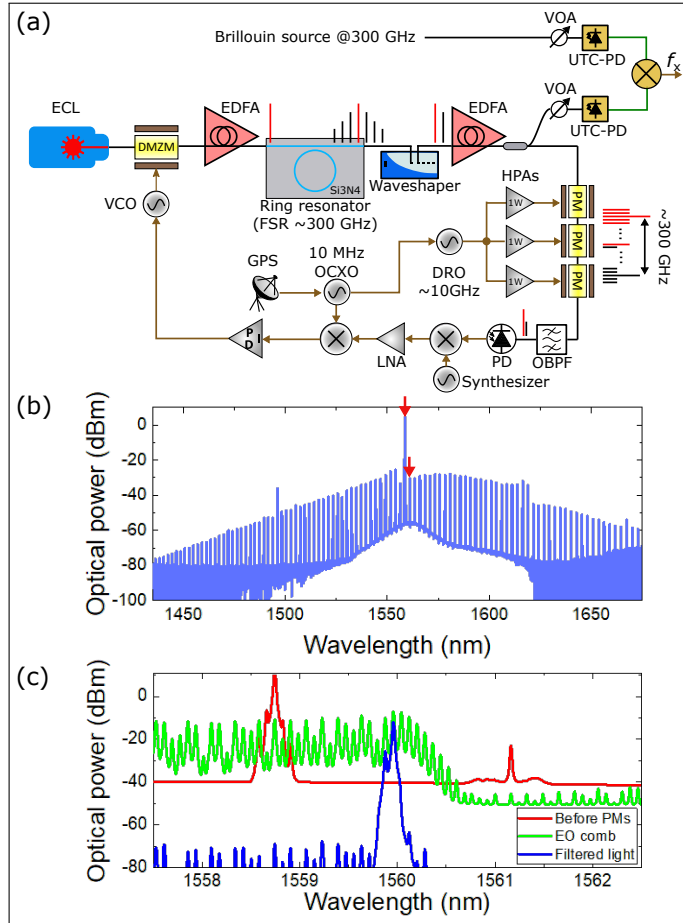 (a)
Brillouin source @300 GHz
VOA
UTC-PD
fx
VOA
UTC-PD
ECL
DMZM
EDFA
EDFA
Si3N4
Ring resonator
(FSR ~300 GHz)
Waveshaper
VCO
HPAs
1W
PM
1W
PM
1W
PM
~300 GHz
GPS
10 MHz
OCXO
DRO
~10GHz
P I
D
LNA
Synthesizer
PD
OBPF
(b)
Optical power (dBm)
0
-20
-40
-60
-80
-100
1450
1500
1550
1600
1650
Wavelength (nm)
(c)
Optical power (dBm)
0
-20
-40
-60
-80
Before PMs
EO comb
Filtered light
1558
1559
1560
1561
1562
Wavelength (nm)